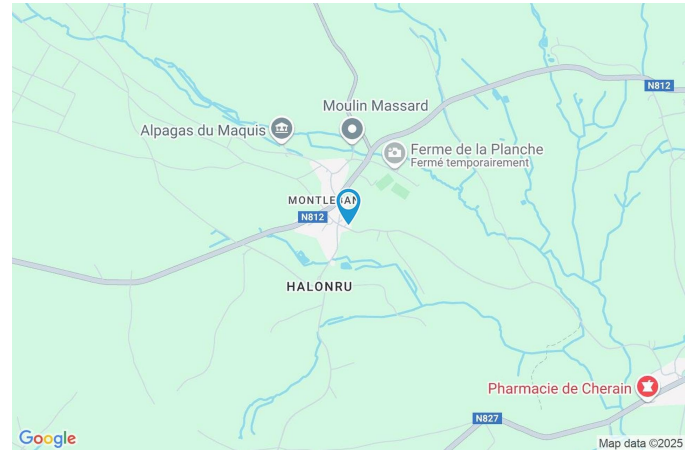 N812
Moulin Massard
Alpagas du Maquis
Ferme de la Planche
Fermé temporairement
N812
HALONRU
Pharmacie de Cherain
N827
Google
Map data ©2025